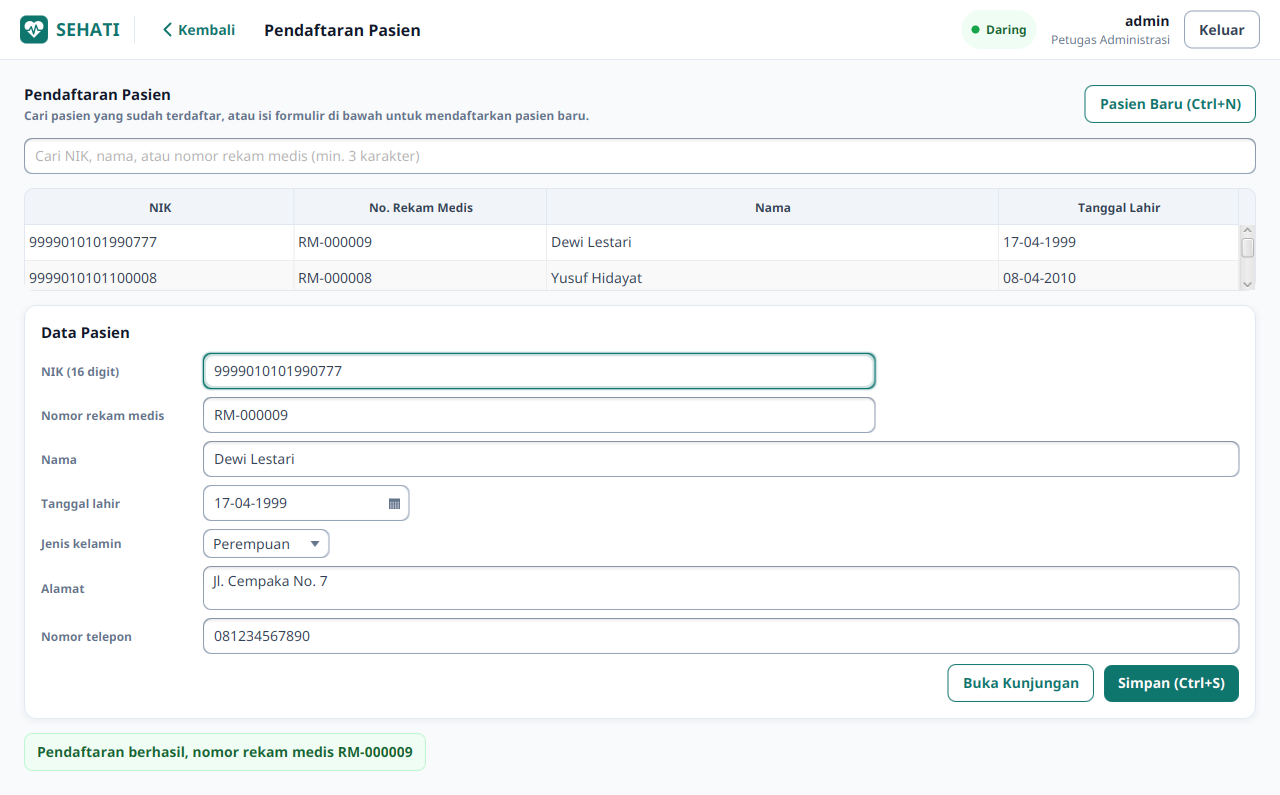 SEHATI
Kembali
Pendaftaran Pasien
Daring
admin
Petugas Administrasi
Keluar
Pendaftaran Pasien
Cari pasien yang sudah terdaftar, atau isi formulir di bawah untuk mendaftarkan pasien baru.
Pasien Baru (Ctrl+N)
Cari NIK, nama, atau nomor rekam medis (min. 3 karakter)
NIK No. Rekam Medis Nama Tanggal Lahir
9999010101990777 RM-000009 Dewi Lestari 17-04-1999
9999010101100008 RM-000008 Yusuf Hidayat 08-04-2010
Data Pasien
NIK (16 digit) 9999010101990777
Nomor rekam medis RM-000009
Nama Dewi Lestari
Tanggal lahir 17-04-1999
Jenis kelamin Perempuan
Alamat Jl. Cempaka No. 7
Nomor telepon 081234567890
Buka Kunjungan Simpan (Ctrl+S)
Pendaftaran berhasil, nomor rekam medis RM-000009